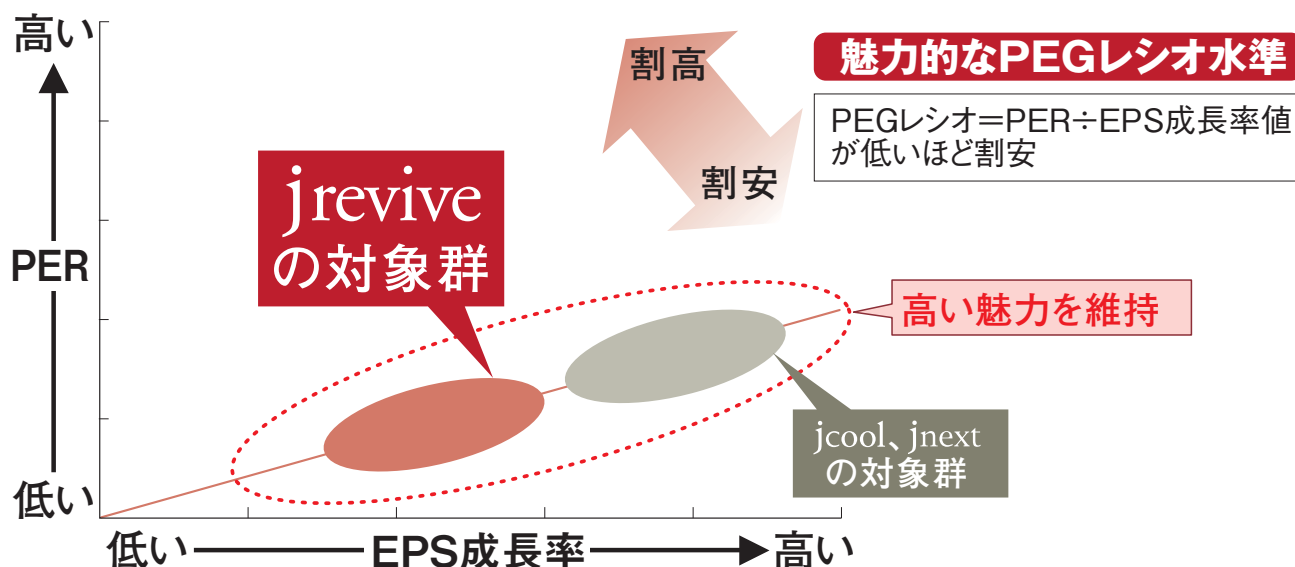 高い
割高
魅力的なPEGレシオ水準
PEGレシオ=PER÷EPS成長率値
が低いほど割安
割安
jrevive
の対象群
PER
高い魅力を維持
jcool、jnext
の対象群
低い
低い
EPS成長率
高い